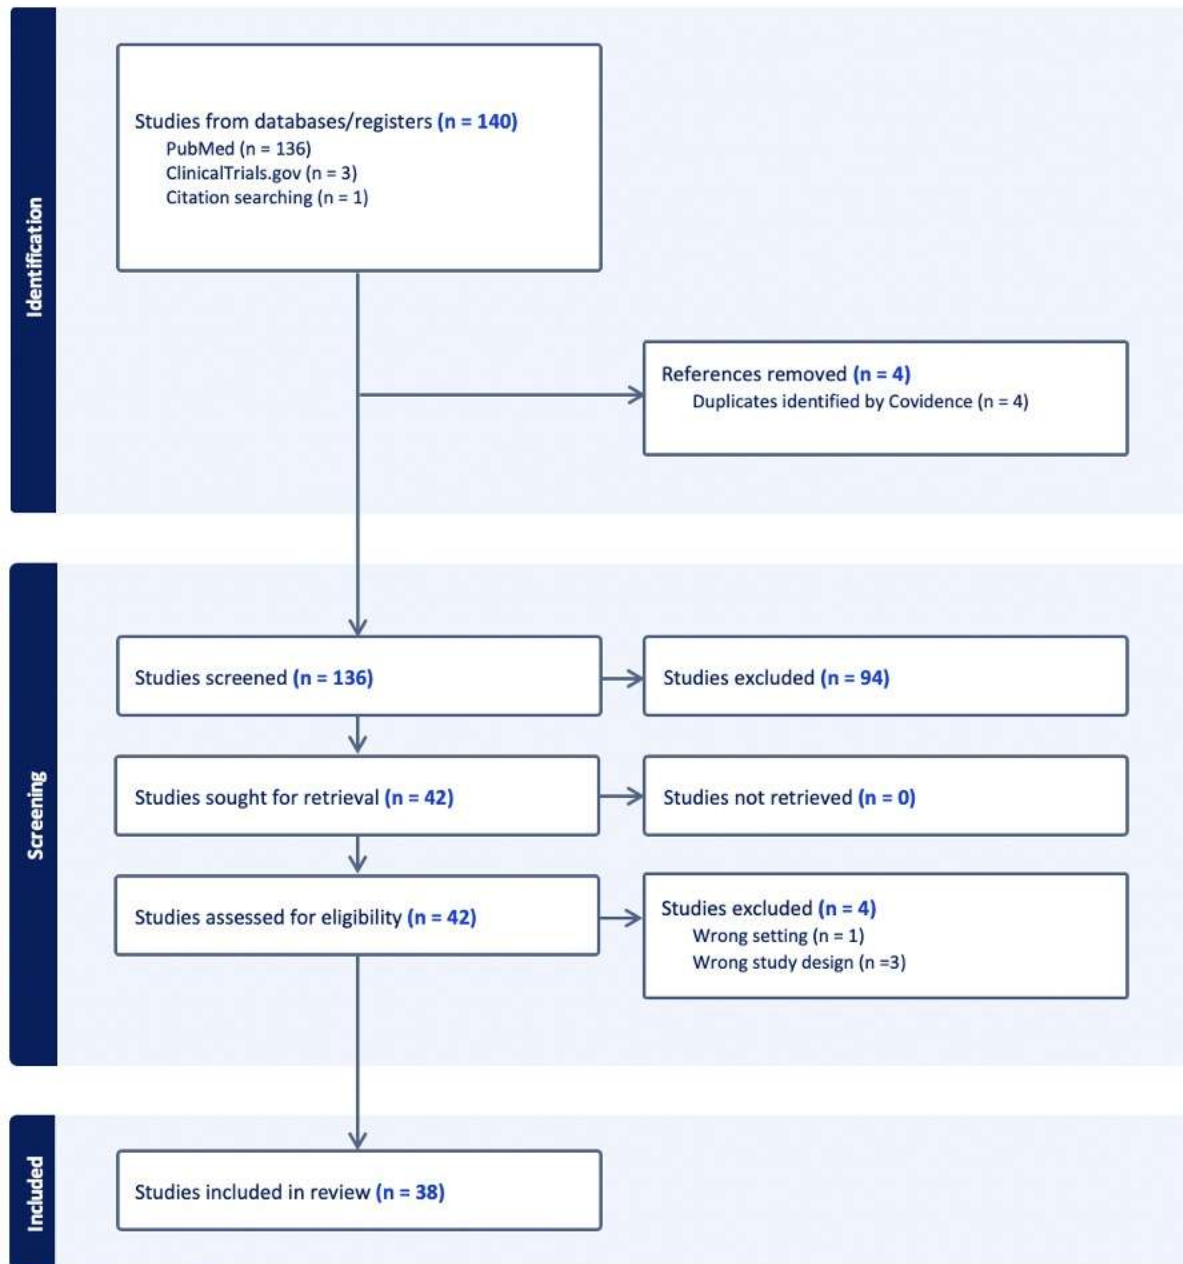 Identification
Studies from databases/registers (n = 140)
PubMed (n = 136)
ClinicalTrials.gov (n = 3)
Citation searching (n = 1)
References removed (n = 4)
Duplicates identified by Covidence (n = 4)
Screening
Studies screened (n = 136)
Studies excluded (n = 94)
Studies sought for retrieval (n = 42)
Studies not retrieved (n = 0)
Studies assessed for eligibility (n = 42)
Studies excluded (n = 4)
Wrong setting (n = 1)
Wrong study design (n =3)
Included
Studies included in review (n = 38)